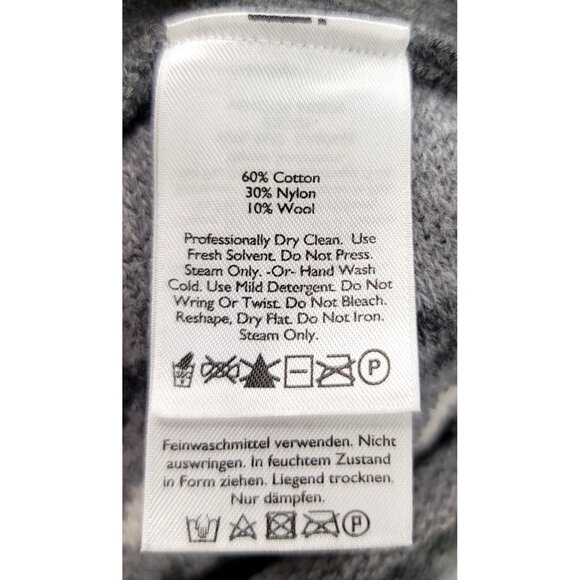 60% Cotton
30% Nylon
10% Wool
Professionally Dry Clean. Use
Fresh Solvent. Do Not Press.
Steam Only. -Or- Hand Wash
Cold. Use Mild Detergent. Do Not
Wring Or Twist. Do Not Bleach.
Reshape, Dry Flat. Do Not Iron.
Steam Only.
P
Feinwaschmittel verwenden. Nicht
auswringen. In feuchtem Zustand
in Form ziehen. Liegend trocknen.
Nur dämpfen.
P